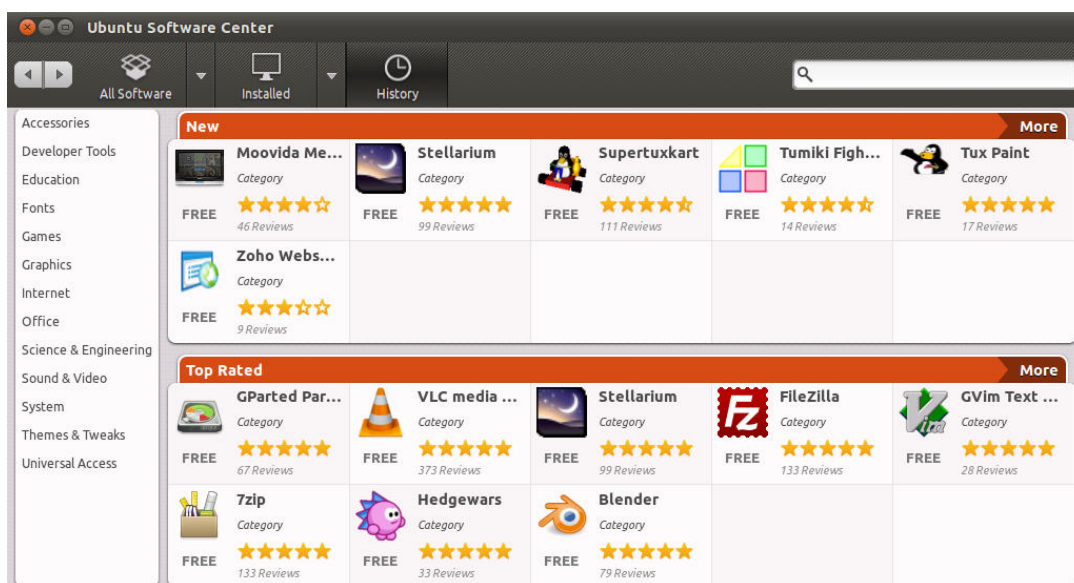 Ubuntu Software Center
All Software
Installed
History
Accessories
Developer Tools
Education
Fonts
Games
Graphics
Internet
Office
Science & Engineering
Sound & Video
System
Themes & Tweaks
Universal Access
New More
Moovida Me... Stellarium Supertuxkart Tumiki Figh... Tux Paint
Category Category Category Category Category
FREE FREE FREE FREE FREE
46 Reviews 99 Reviews 111 Reviews 14 Reviews 17 Reviews
Zoho Webs...
Category
FREE
9 Reviews
Top Rated More
GParted Par... VLC media ... Stellarium FileZilla GVim Text ...
Category Category Category Category Category
FREE FREE FREE FREE FREE
67 Reviews 373 Reviews 99 Reviews 133 Reviews 28 Reviews
7zip Hedgewars Blender
Category Category Category
FREE FREE FREE
133 Reviews 33 Reviews 79 Reviews
Fz
Vim